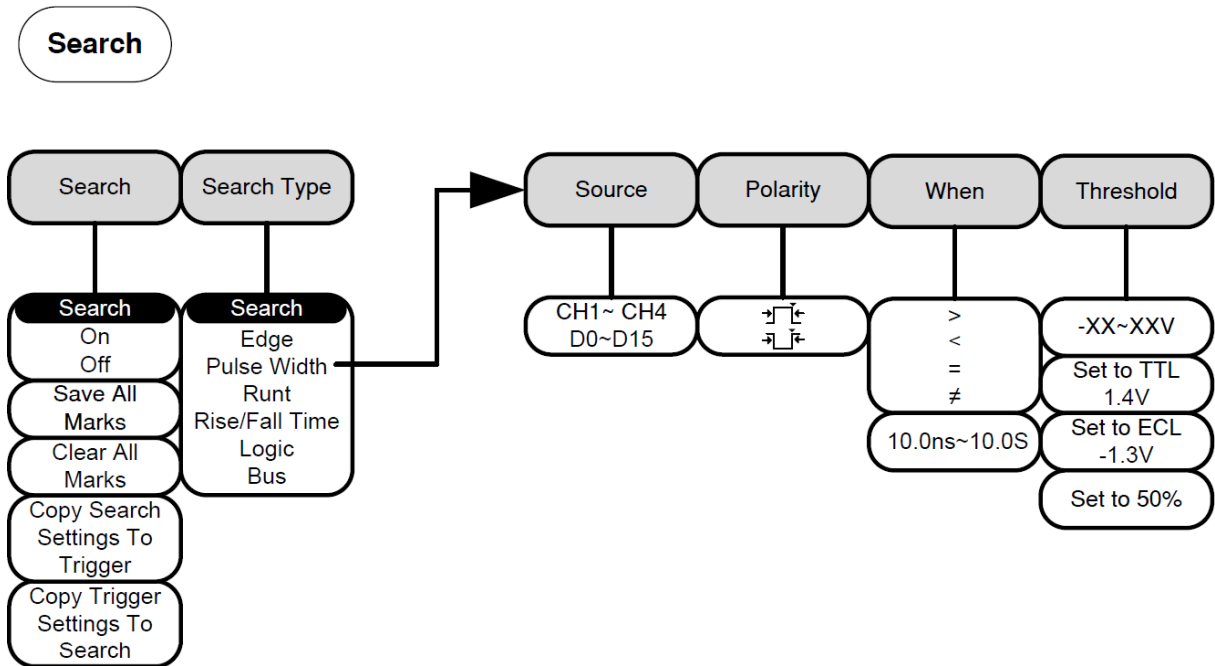 Search
Search
Search Type
Source
Polarity
When
Threshold
Search
On
Off
Save All
Marks
Clear All
Marks
Copy Search
Settings To
Trigger
Copy Trigger
Settings To
Search
Search
Edge
Pulse Width
Runt
Rise/Fall Time
Logic
Bus
CH1~ CH4
D0~D15
>
<
=
≠
10.0ns~10.0S
-XX~XXV
Set to TTL
1.4V
Set to ECL
-1.3V
Set to 50%